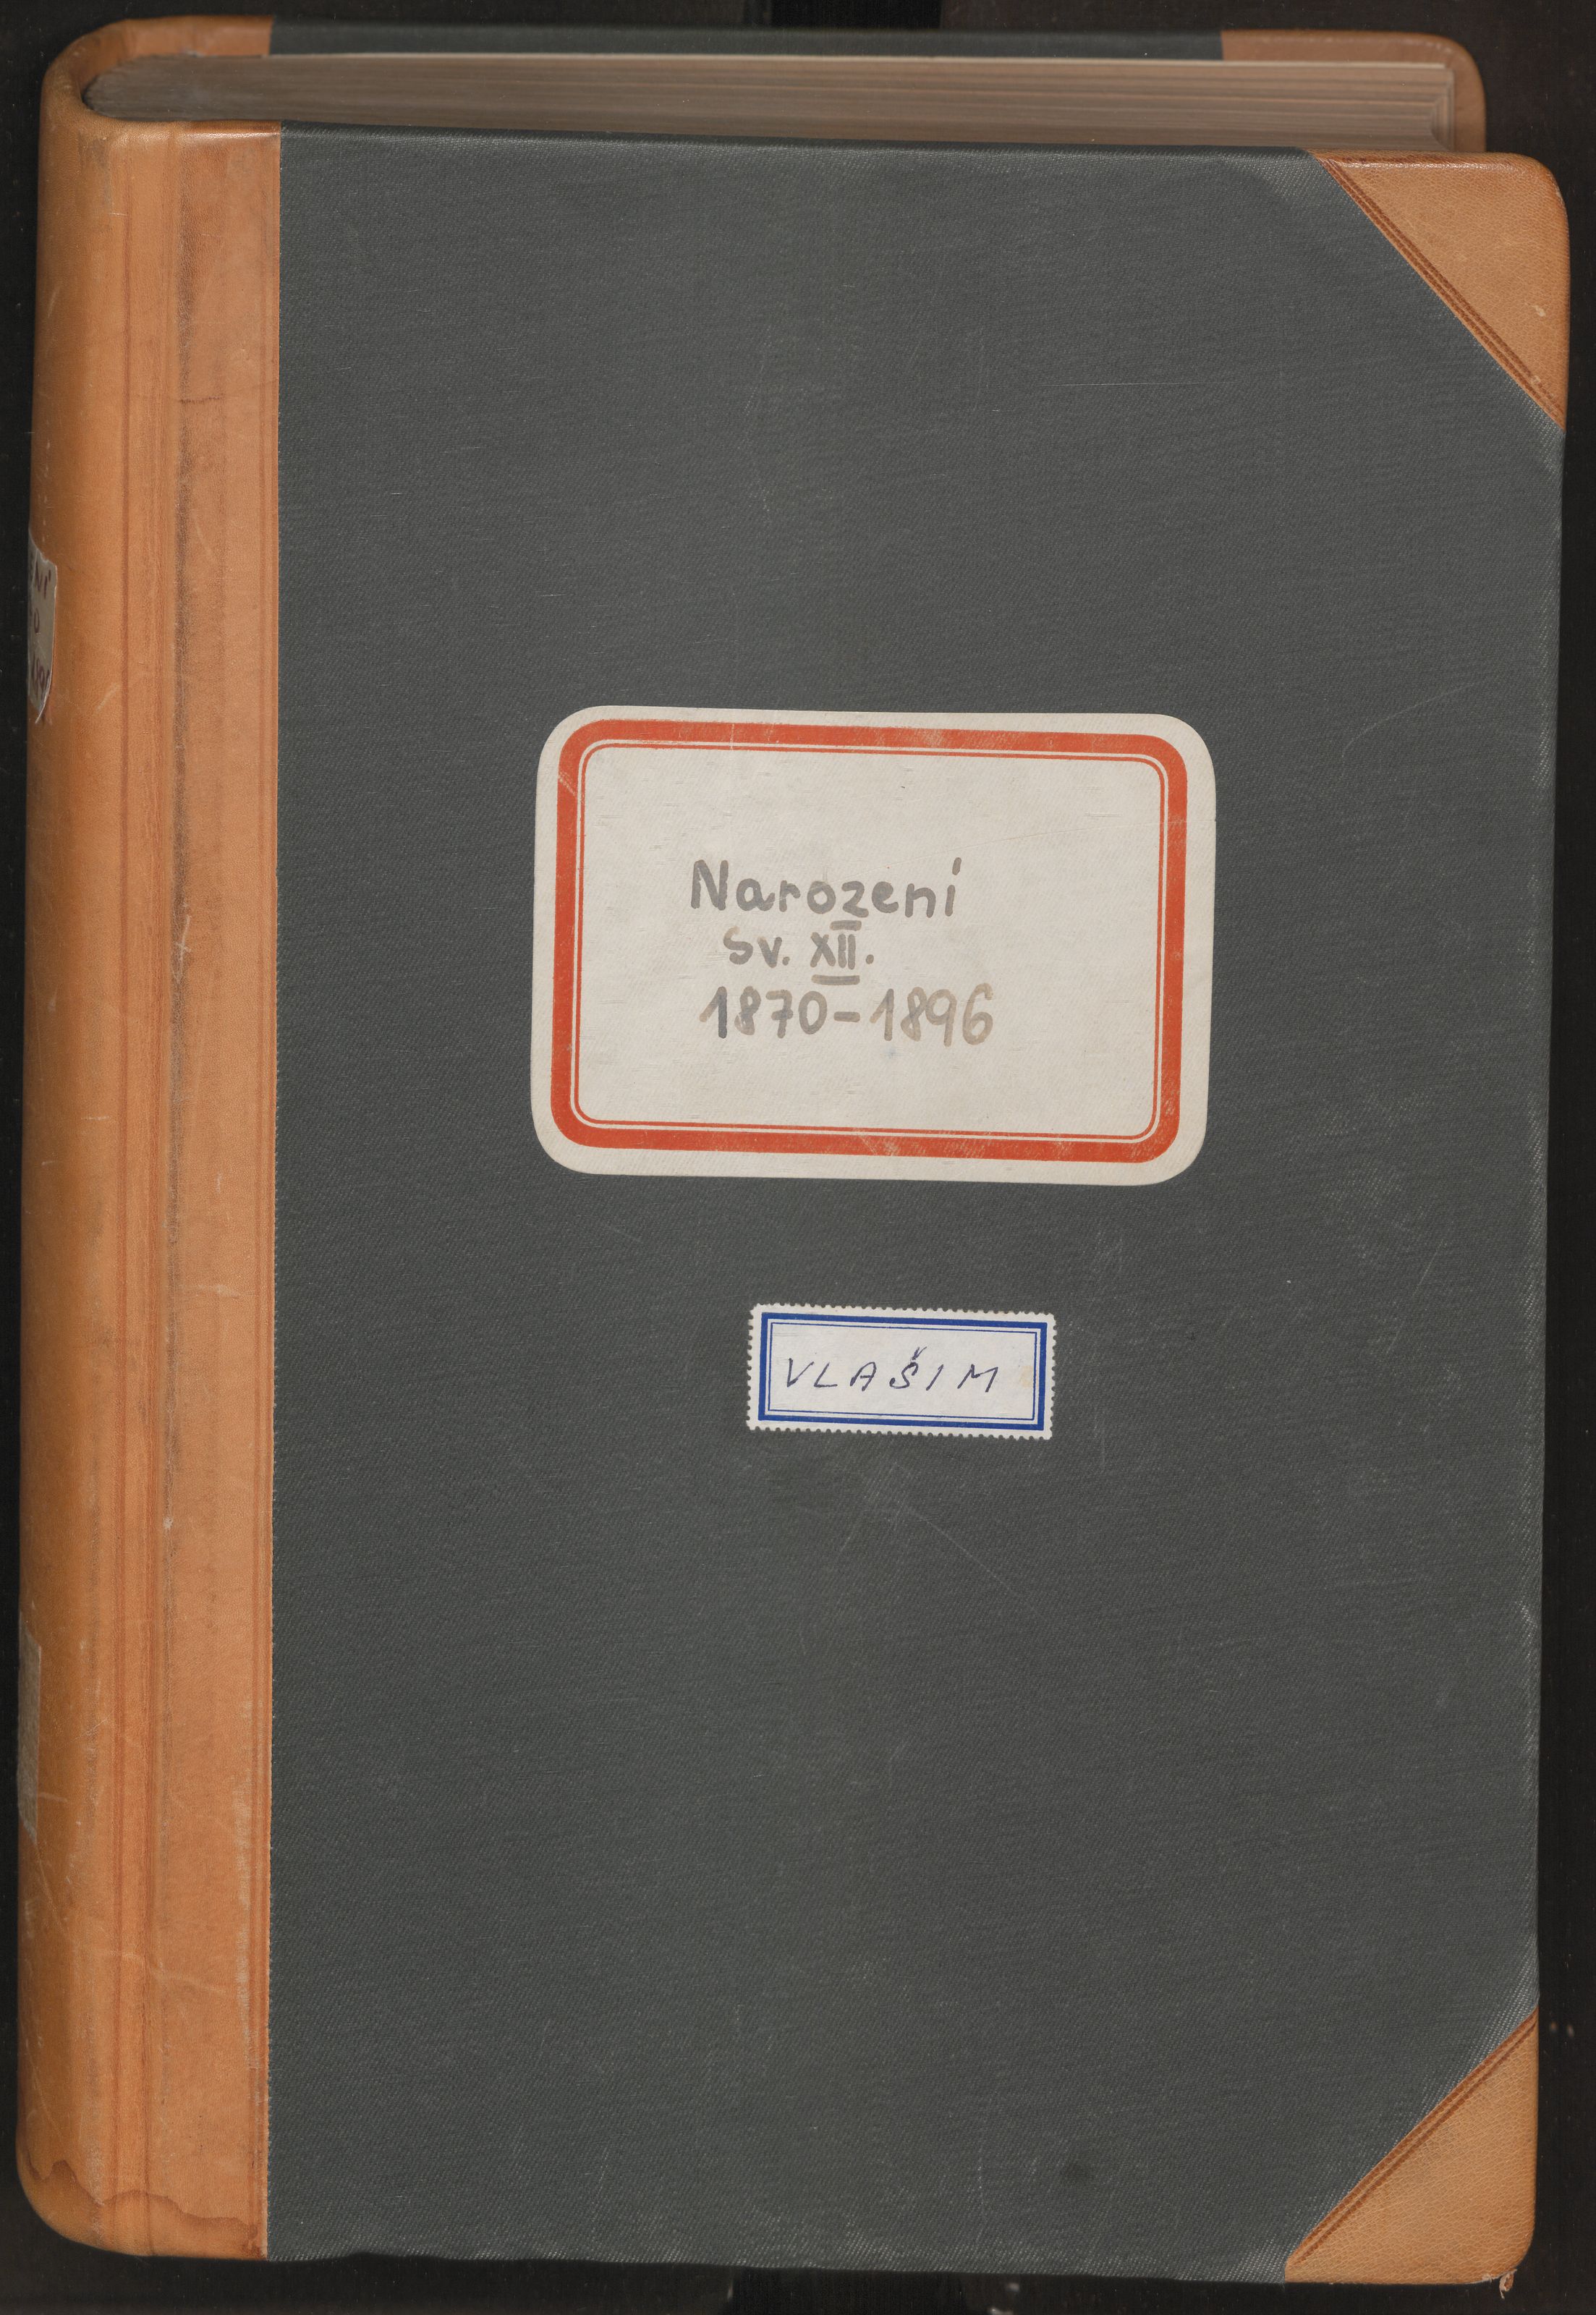 Narození
Sv. XII.
1870-1896
VLAŠIM